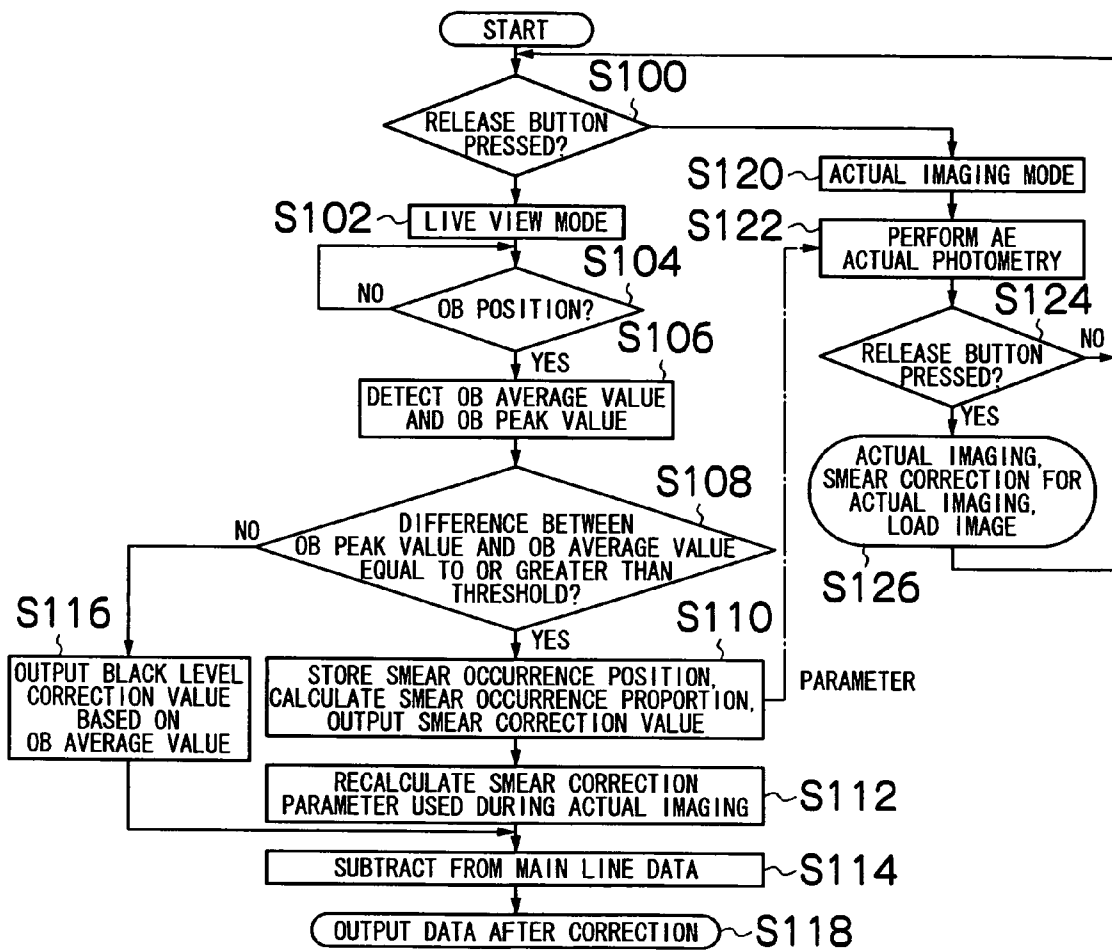 START
S100
RELEASE BUTTON
PRESSED?
S120
ACTUAL IMAGING MODE
S102
LIVE VIEW MODE
S122
PERFORM AE
ACTUAL PHOTOMETRY
S104
NO
OB POSITION?
YES
S124
NO
RELEASE BUTTON
PRESSED?
YES
S106
DETECT OB AVERAGE VALUE
AND OB PEAK VALUE
ACTUAL IMAGING,
SMEAR CORRECTION FOR
ACTUAL IMAGING,
LOAD IMAGE
S126
S108
NO
DIFFERENCE BETWEEN
OB PEAK VALUE AND OB AVERAGE VALUE
EQUAL TO OR GREATER THAN
THRESHOLD?
YES
S116
OUTPUT BLACK LEVEL
CORRECTION VALUE
BASED ON
OB AVERAGE VALUE
S110
STORE SMEAR OCCURRENCE POSITION,
CALCULATE SMEAR OCCURRENCE PROPORTION,
OUTPUT SMEAR CORRECTION VALUE
PARAMETER
RECALCULATE SMEAR CORRECTION
PARAMETER USED DURING ACTUAL IMAGING
S112
SUBTRACT FROM MAIN LINE DATA
S114
OUTPUT DATA AFTER CORRECTION
S118